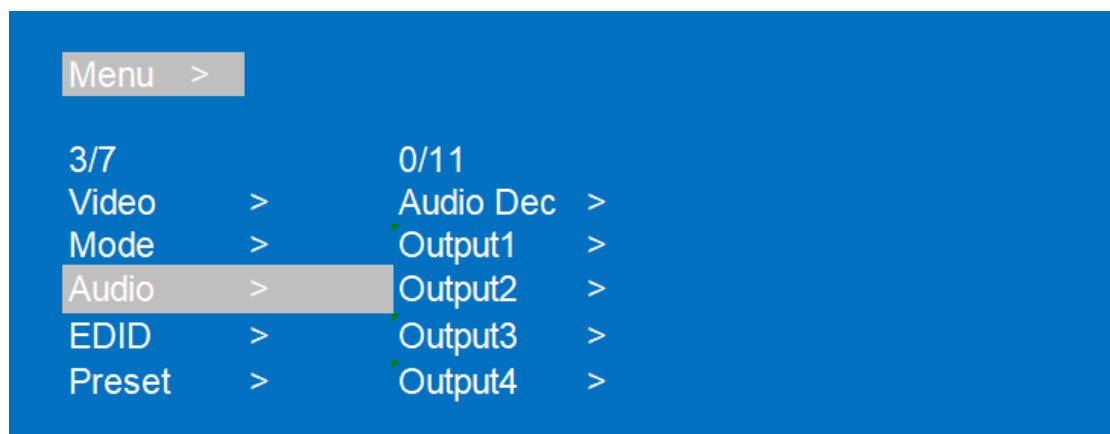 Menu >
3/7 0/11
Video > Audio Dec >
Mode > Output1 >
Audio > Output2 >
EDID > Output3 >
Preset > Output4 >